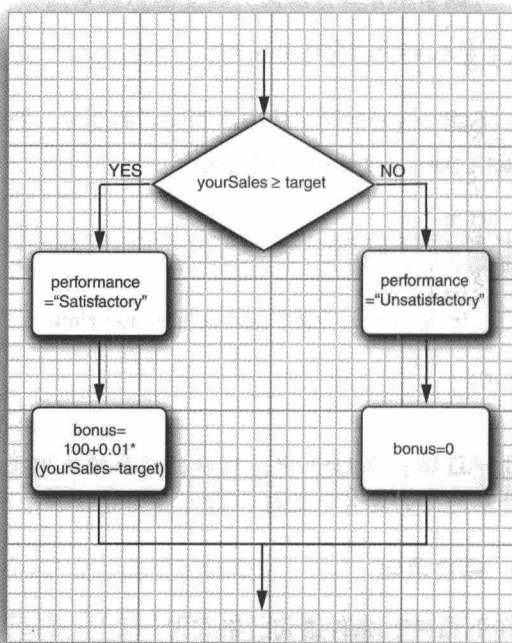 yourSales ≥ target
YES
NO
performance
="Satisfactory"
performance
="Unsatisfactory"
bonus=
100+0.01*
(yourSales–target)
bonus=0